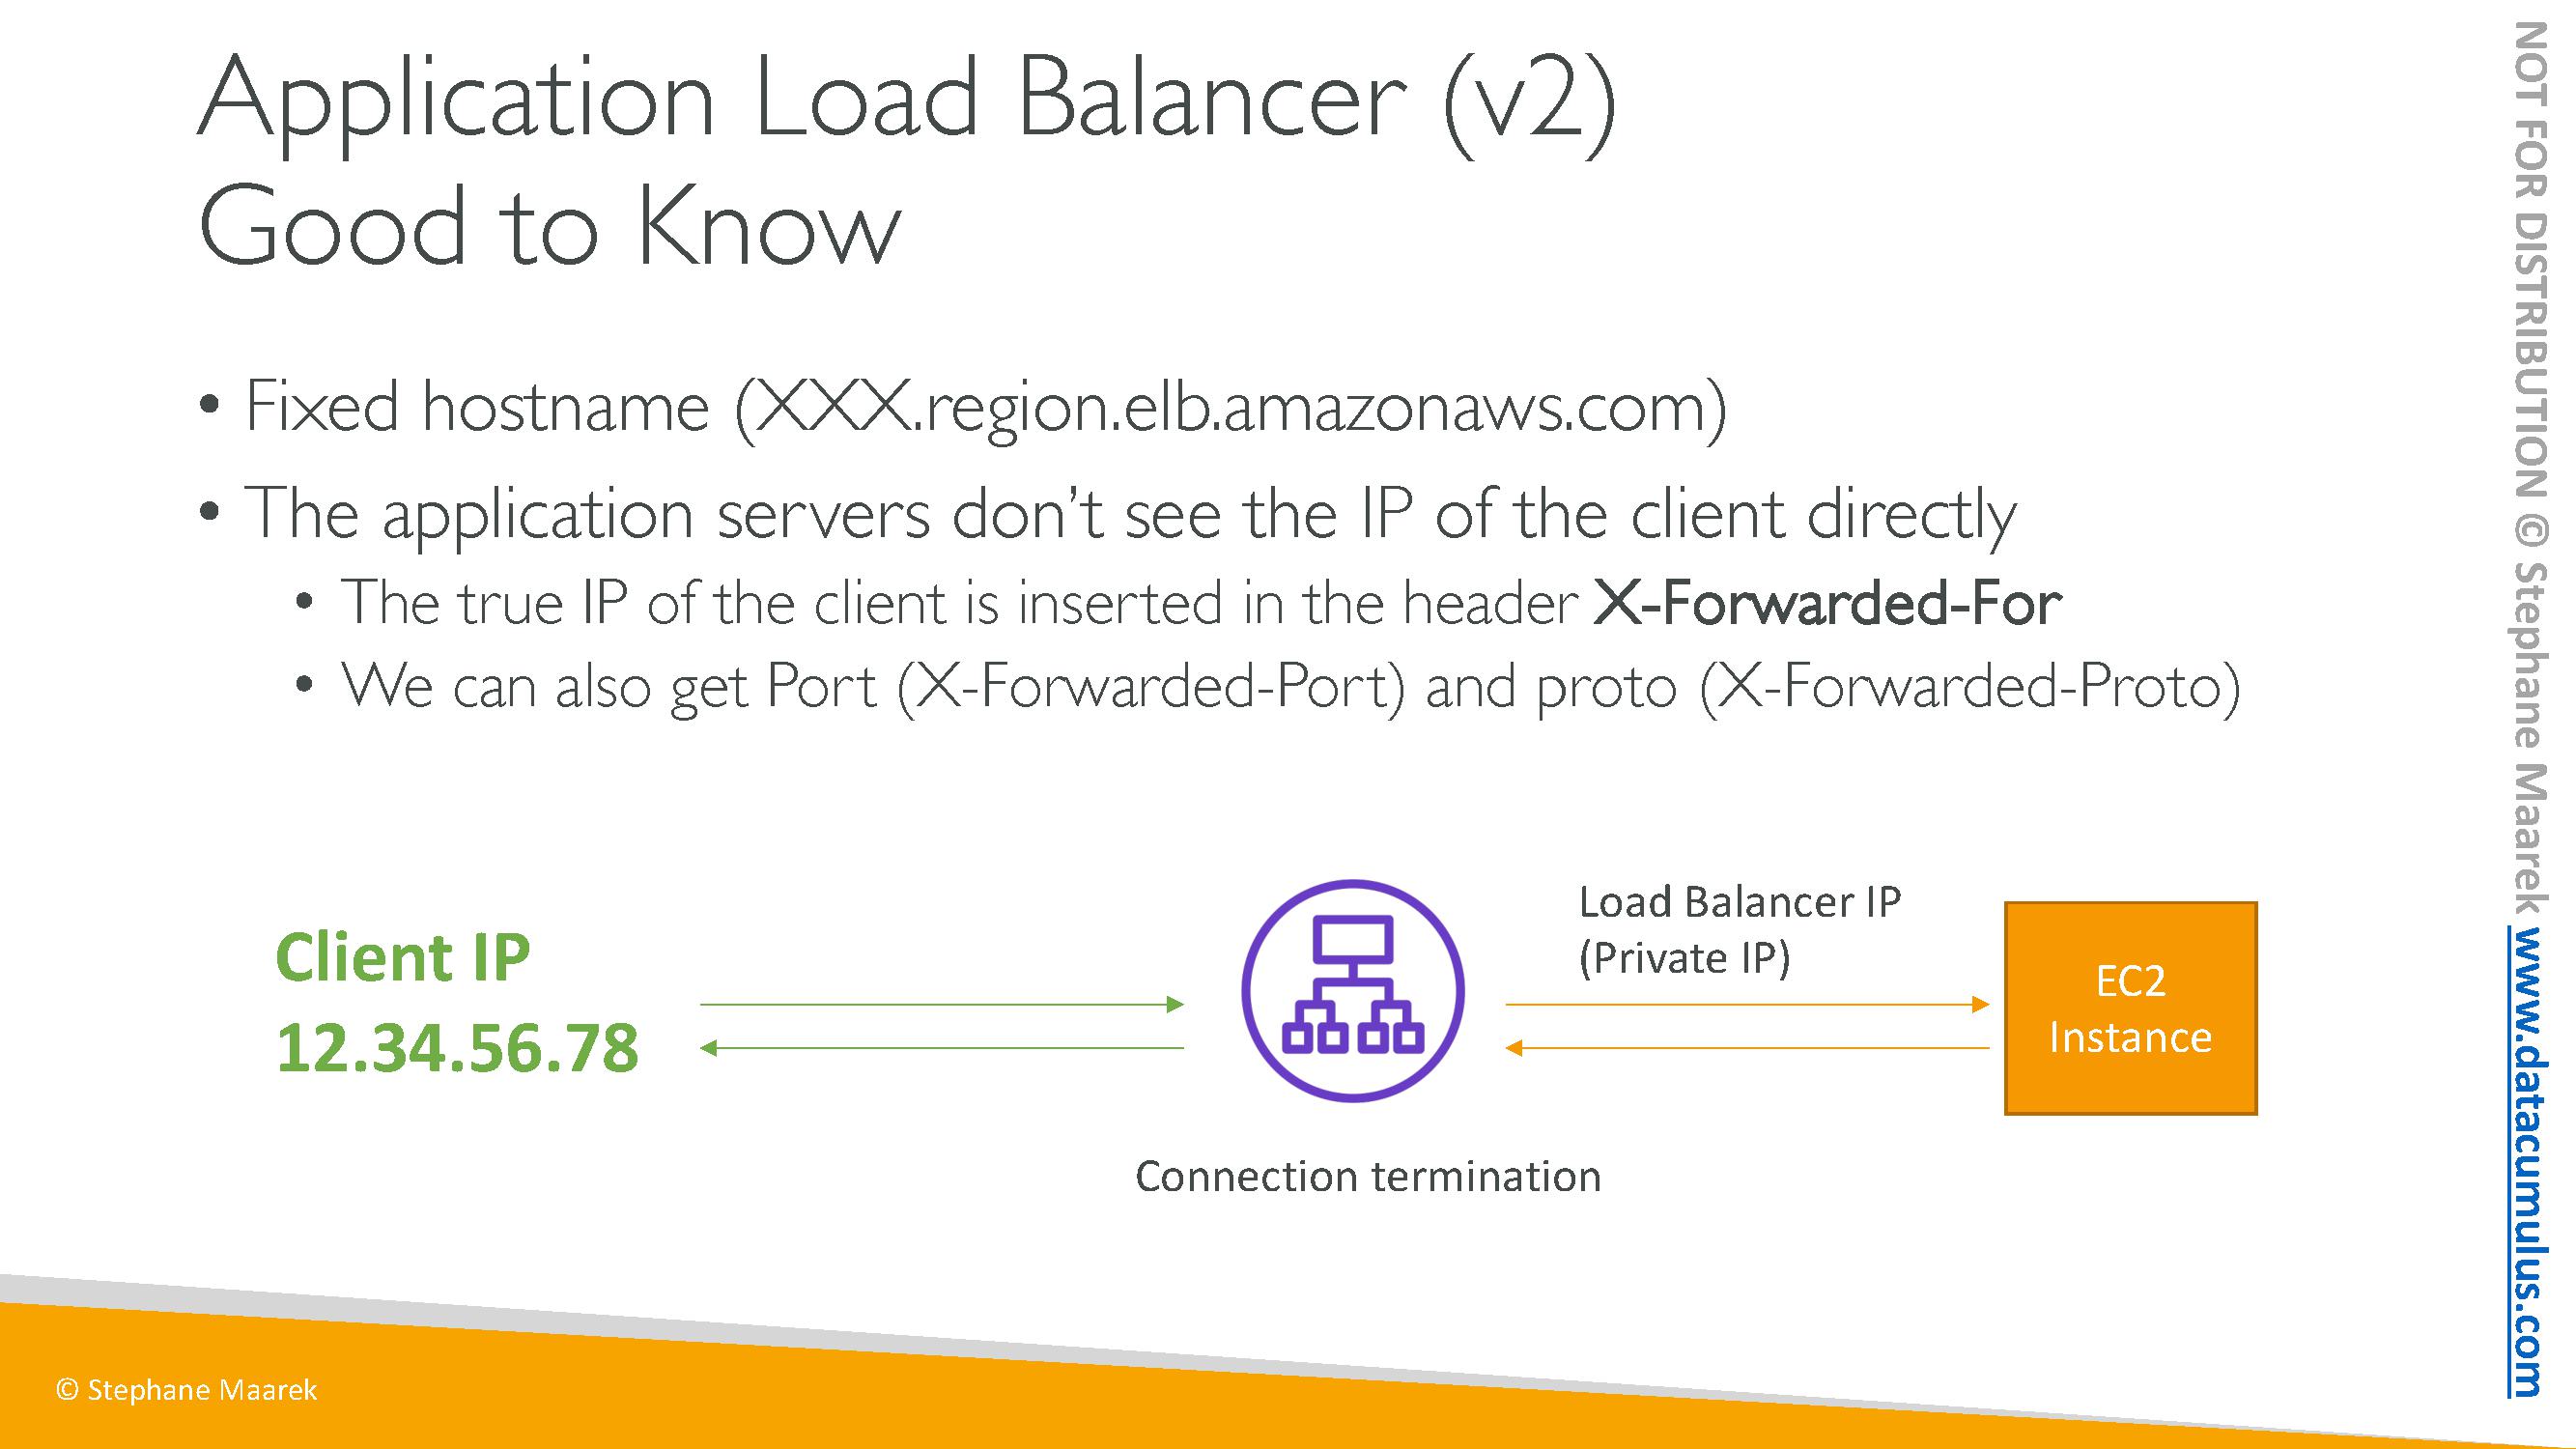 Application Load Balancer (v2)
Good to Know
• Fixed hostname (XXX.region.elb.amazonaws.com)
• The application servers don’t see the IP of the client directly
• The true IP of the client is inserted in the header X-Forwarded-For
• We can also get Port (X-Forwarded-Port) and proto (X-Forwarded-Proto)
Client IP
12.34.56.78
Load Balancer IP
(Private IP)
EC2
Instance
Connection termination
© Stephane Maarek
NOT FOR DISTRIBUTION © Stephane Maarek www.datacumulus.com